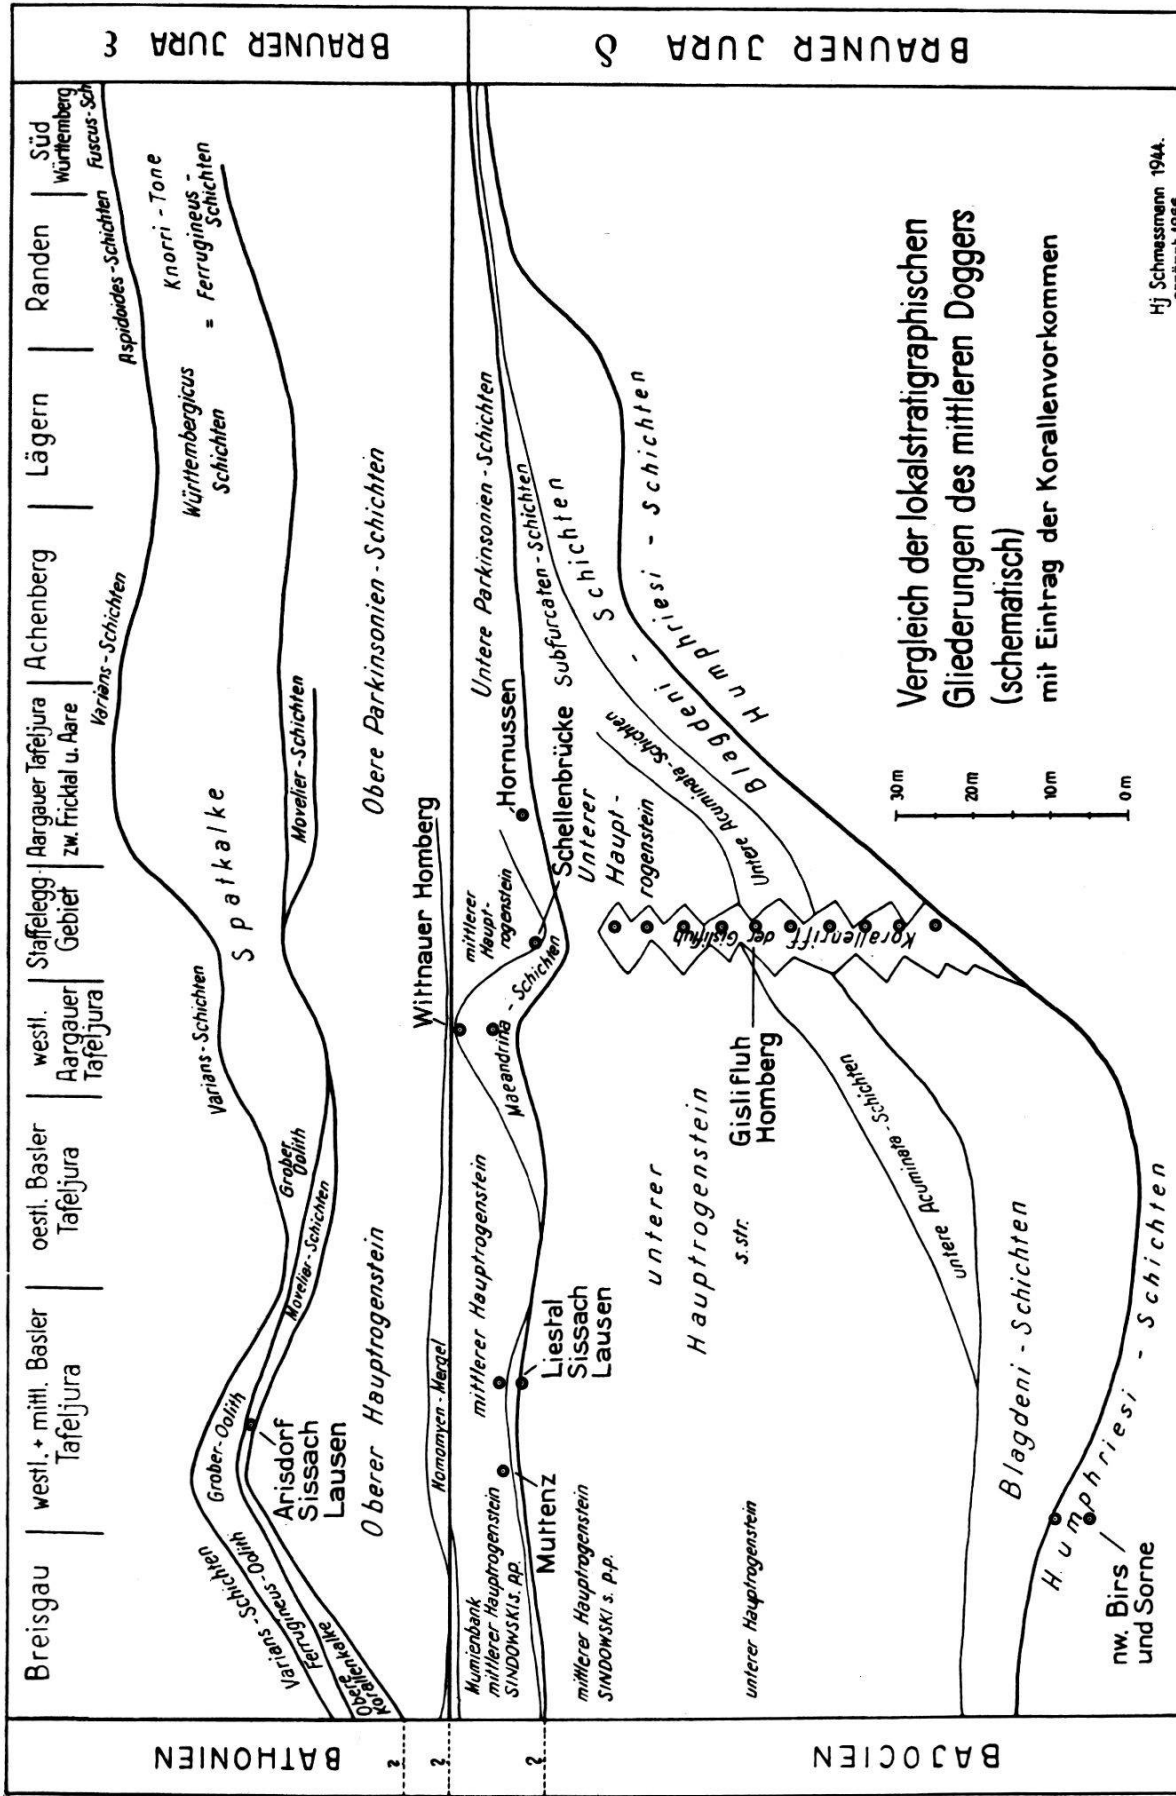 Breisgau
westl. + mittl. Basler
Tafeljura
oestl. Basler
Tafeljura
westl.
Aargauer
Tafeljura
Staffelegg-
Gebiet
Aargauer Tafeljura
zw. Fricktal u. Aare
Achenberg
Lägern
Randen
Süd
Württemberg
BATHONIEN
BAJOCIEN
?
?
?
BRAUNER JURA ε
BRAUNER JURA δ
Varians-Schichten
Ferrugineus-Oolith
Obere
Korallenkalke
Grober-Oolith
Arisdorf
Sissach
Lausen
Movelier-Schichten
Grober
Oolith
Varians-Schichten
Spatkalke
Movelier-Schichten
Varians-Schichten
Württembergicus
Schichten
Aspidoides-Schichten
Knorri-Tone
= Ferrugineus-
Schichten
Fuscus-Sch
Oberer Hauptrogenstein
Obere Parkinsonien-Schichten
Homomyen-Mergel
Wittnauer Homberg
Mumienbank
mittlerer Hauptrogenstein
SINDOWSKI s. pp.
Muttenz
mittlerer Hauptrogenstein
Liestal
Sissach
Lausen
Maeandrina-Schichten
mittlerer
Haupt-
rogenstein
Hornussen
Schellenbrücke
Untere Parkinsonien-Schichten
Subfurcaten-Schichten
mittlerer Hauptrogenstein
SINDOWSKI s. p.p.
unterer Hauptrogenstein
unterer
Hauptrogenstein
s. str.
Gislifluh
Homberg
Korallenriff der Gislifluh
Unterer
Haupt-
rogenstein
untere Acuminata-Schichten
Untere Acuminata-Schichten
Blagdeni-Schichten
Blagdeni-Schichten
Humphriesi-Schichten
Humphriesi-Schichten
nw. Birs
und Sorne
30m
20m
10m
0m
Vergleich der lokalstratigraphischen
Gliederungen des mittleren Doggers
(schematisch)
mit Eintrag der Korallenvorkommen
Hj Schmassmann 1944.